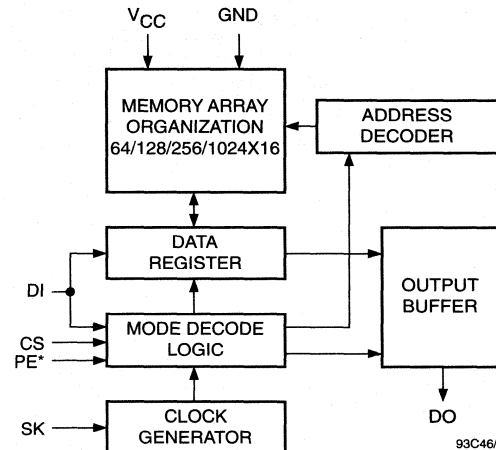 VCC
GND
MEMORY ARRAY
ORGANIZATION
64/128/256/1024X16
ADDRESS
DECODER
DATA
REGISTER
DI
OUTPUT
BUFFER
MODE DECODE
LOGIC
CS
PE*
CLOCK
GENERATOR
SK
DO
93C46/